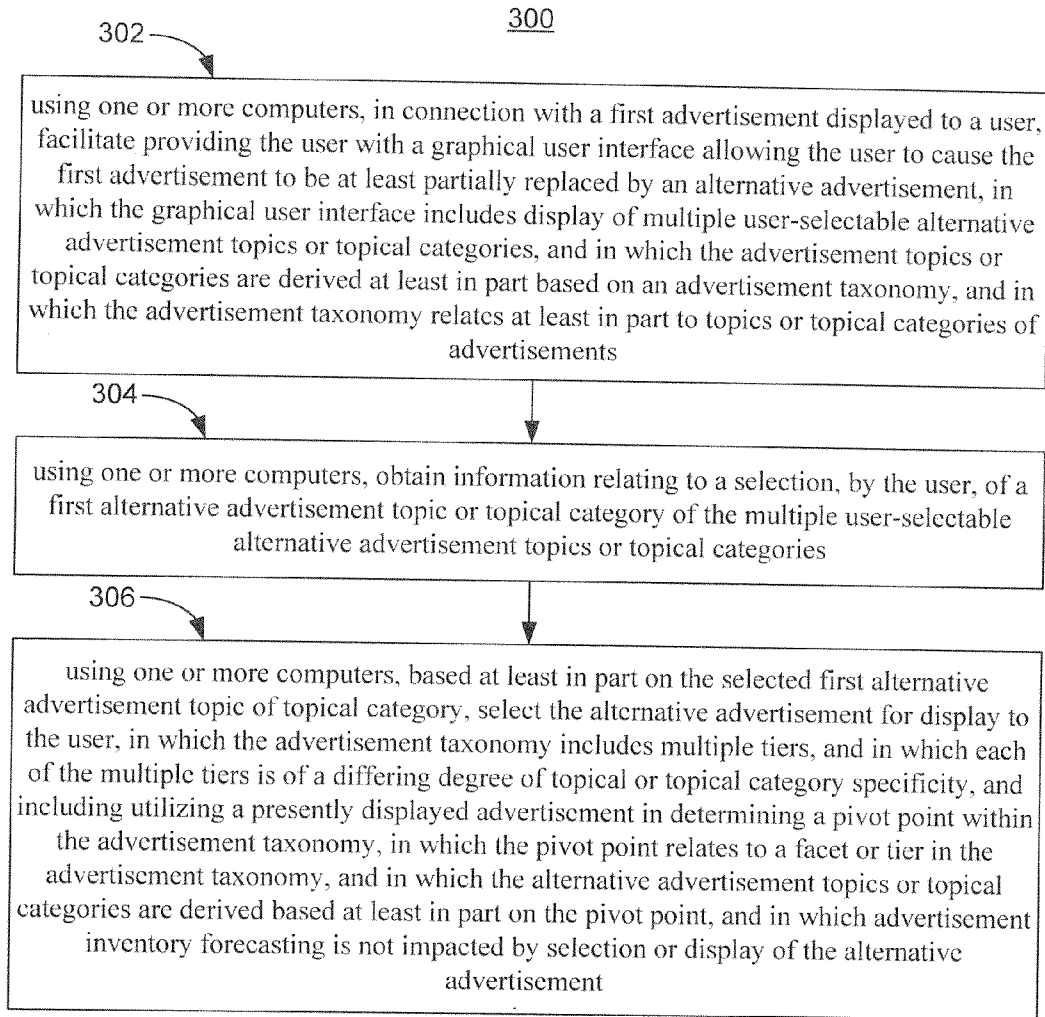 300
302
using one or more computers, in connection with a first advertisement displayed to a user,
facilitate providing the user with a graphical user interface allowing the user to cause the
first advertisement to be at least partially replaced by an alternative advertisement, in
which the graphical user interface includes display of multiple user-selectable alternative
advertisement topics or topical categories, and in which the advertisement topics or
topical categories are derived at least in part based on an advertisement taxonomy, and in
which the advertisement taxonomy relates at least in part to topics or topical categories of
advertisements
304
using one or more computers, obtain information relating to a selection, by the user, of a
first alternative advertisement topic or topical category of the multiple user-selectable
alternative advertisement topics or topical categories
306
using one or more computers, based at least in part on the selected first alternative
advertisement topic of topical category, select the alternative advertisement for display to
the user, in which the advertisement taxonomy includes multiple tiers, and in which each
of the multiple tiers is of a differing degree of topical or topical category specificity, and
including utilizing a presently displayed advertisement in determining a pivot point within
the advertisement taxonomy, in which the pivot point relates to a facet or tier in the
advertisement taxonomy, and in which the alternative advertisement topics or topical
categories are derived based at least in part on the pivot point, and in which advertisement
inventory forecasting is not impacted by selection or display of the alternative
advertisement